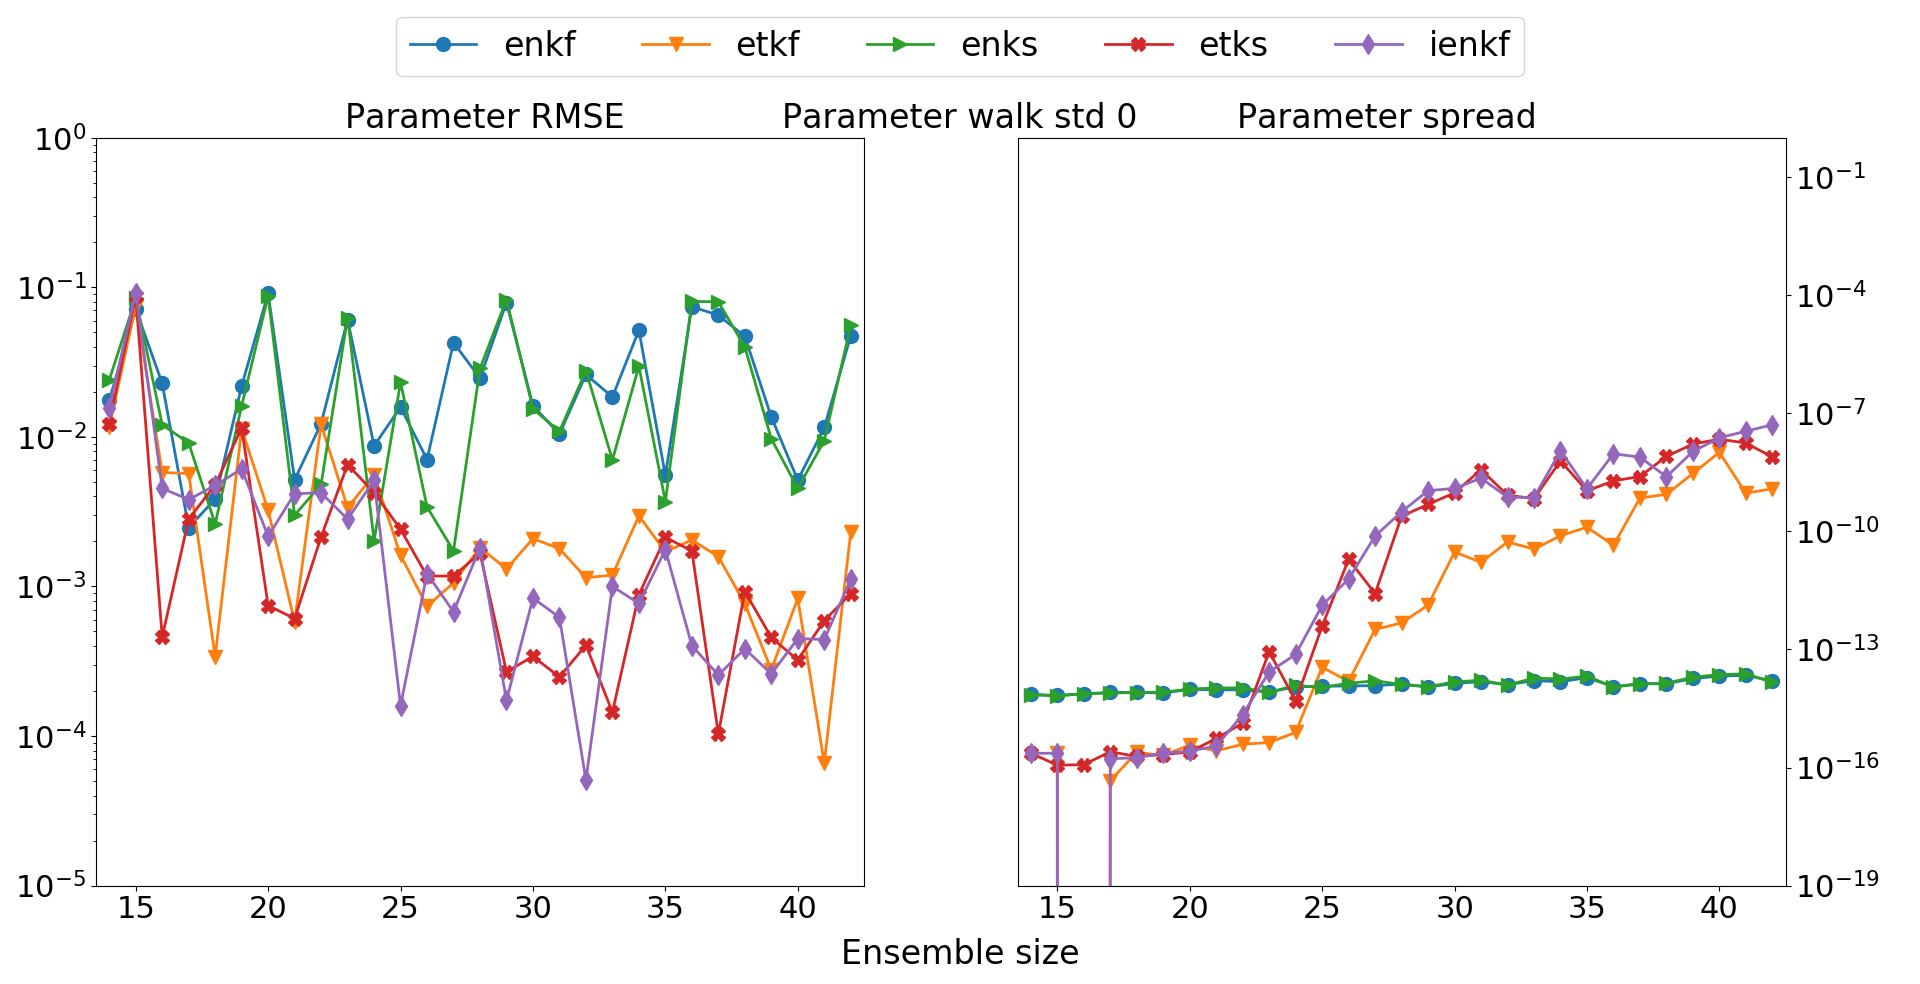 enkf etkf enks etks ienkf
Parameter RMSE Parameter walk std 0 Parameter spread
10⁰
10⁻¹
10⁻²
10⁻³
10⁻⁴
10⁻⁵
15 20 25 30 35 40
10⁻¹
10⁻⁴
10⁻⁷
10⁻¹⁰
10⁻¹³
10⁻¹⁶
10⁻¹⁹
15 20 25 30 35 40
Ensemble size